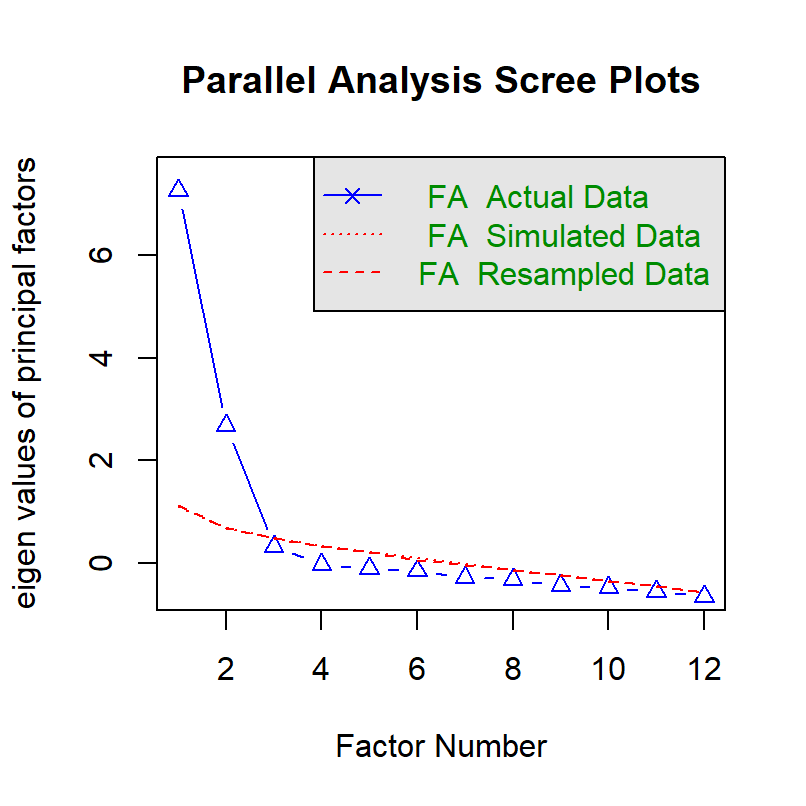 Parallel Analysis Scree Plots
eigen values of principal factors
6
4
2
0
FA Actual Data
FA Simulated Data
FA Resampled Data
2 4 6 8 10 12
Factor Number